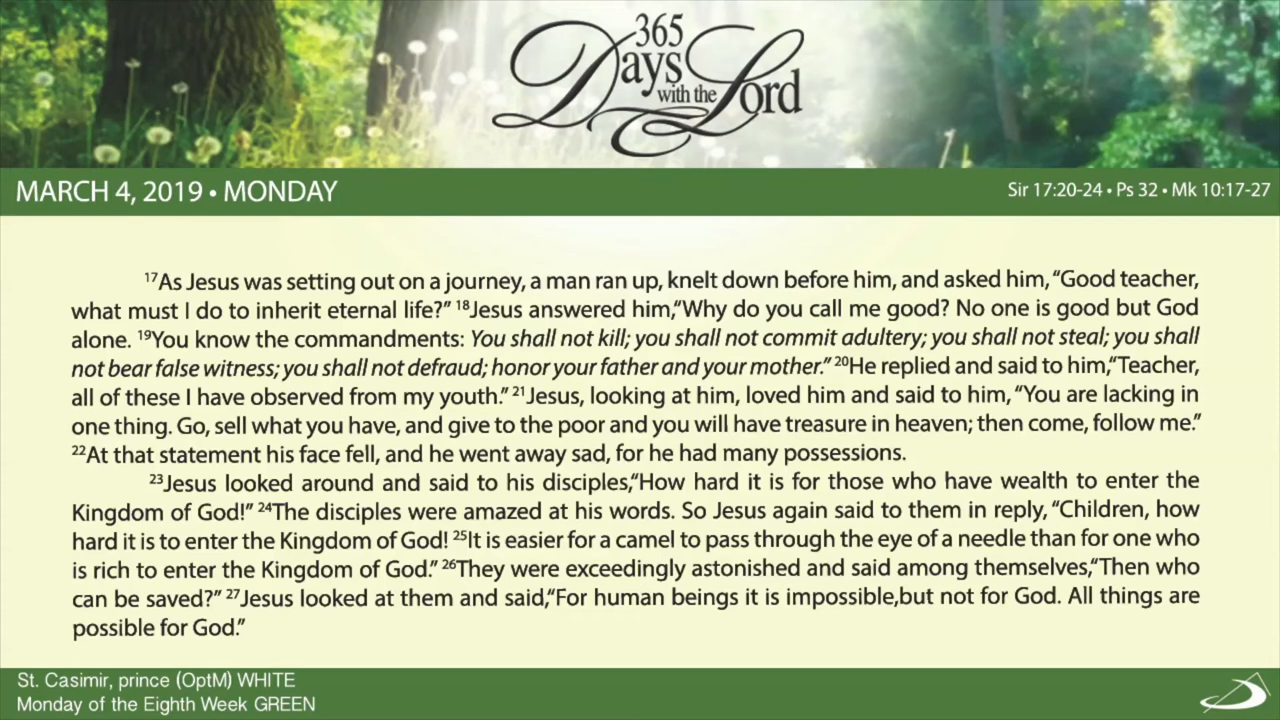 365
Days
with the
Lord
MARCH 4, 2019 • MONDAY
Sir 17:20-24 • Ps 32 • Mk 10:17-27
¹⁷As Jesus was setting out on a journey, a man ran up, knelt down before him, and asked him, “Good teacher,
what must I do to inherit eternal life?” ¹⁸Jesus answered him,“Why do you call me good? No one is good but God
alone. ¹⁹You know the commandments: You shall not kill; you shall not commit adultery; you shall not steal; you shall
not bear false witness; you shall not defraud; honor your father and your mother.” ²⁰He replied and said to him,“Teacher,
all of these I have observed from my youth.” ²¹Jesus, looking at him, loved him and said to him, “You are lacking in
one thing. Go, sell what you have, and give to the poor and you will have treasure in heaven; then come, follow me.”
²²At that statement his face fell, and he went away sad, for he had many possessions.
²³Jesus looked around and said to his disciples,“How hard it is for those who have wealth to enter the
Kingdom of God!” ²⁴The disciples were amazed at his words. So Jesus again said to them in reply, “Children, how
hard it is to enter the Kingdom of God! ²⁵It is easier for a camel to pass through the eye of a needle than for one who
is rich to enter the Kingdom of God.” ²⁶They were exceedingly astonished and said among themselves,“Then who
can be saved?” ²⁷Jesus looked at them and said,“For human beings it is impossible,but not for God. All things are
possible for God.”
St. Casimir, prince (OptM) WHITE
Monday of the Eighth Week GREEN